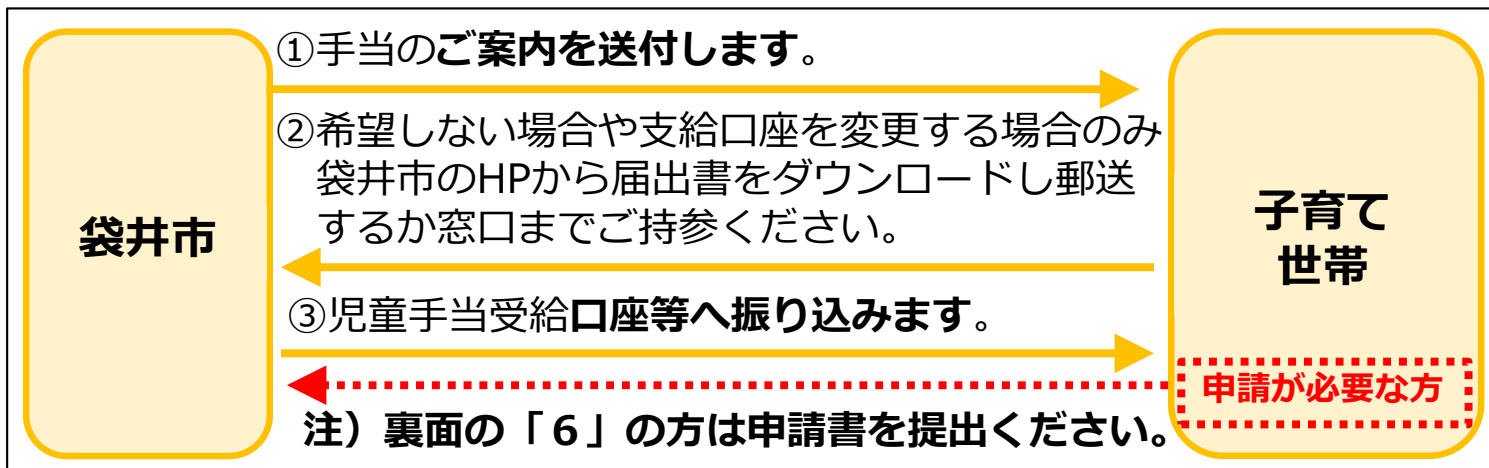 ①手当のご案内を送付します。
②希望しない場合や支給口座を変更する場合のみ
袋井市のHPから届出書をダウンロードし郵送
するか窓口までご持参ください。
袋井市
子育て
世帯
③児童手当受給口座等へ振り込みます。
申請が必要な方
注）裏面の「６」の方は申請書を提出ください。